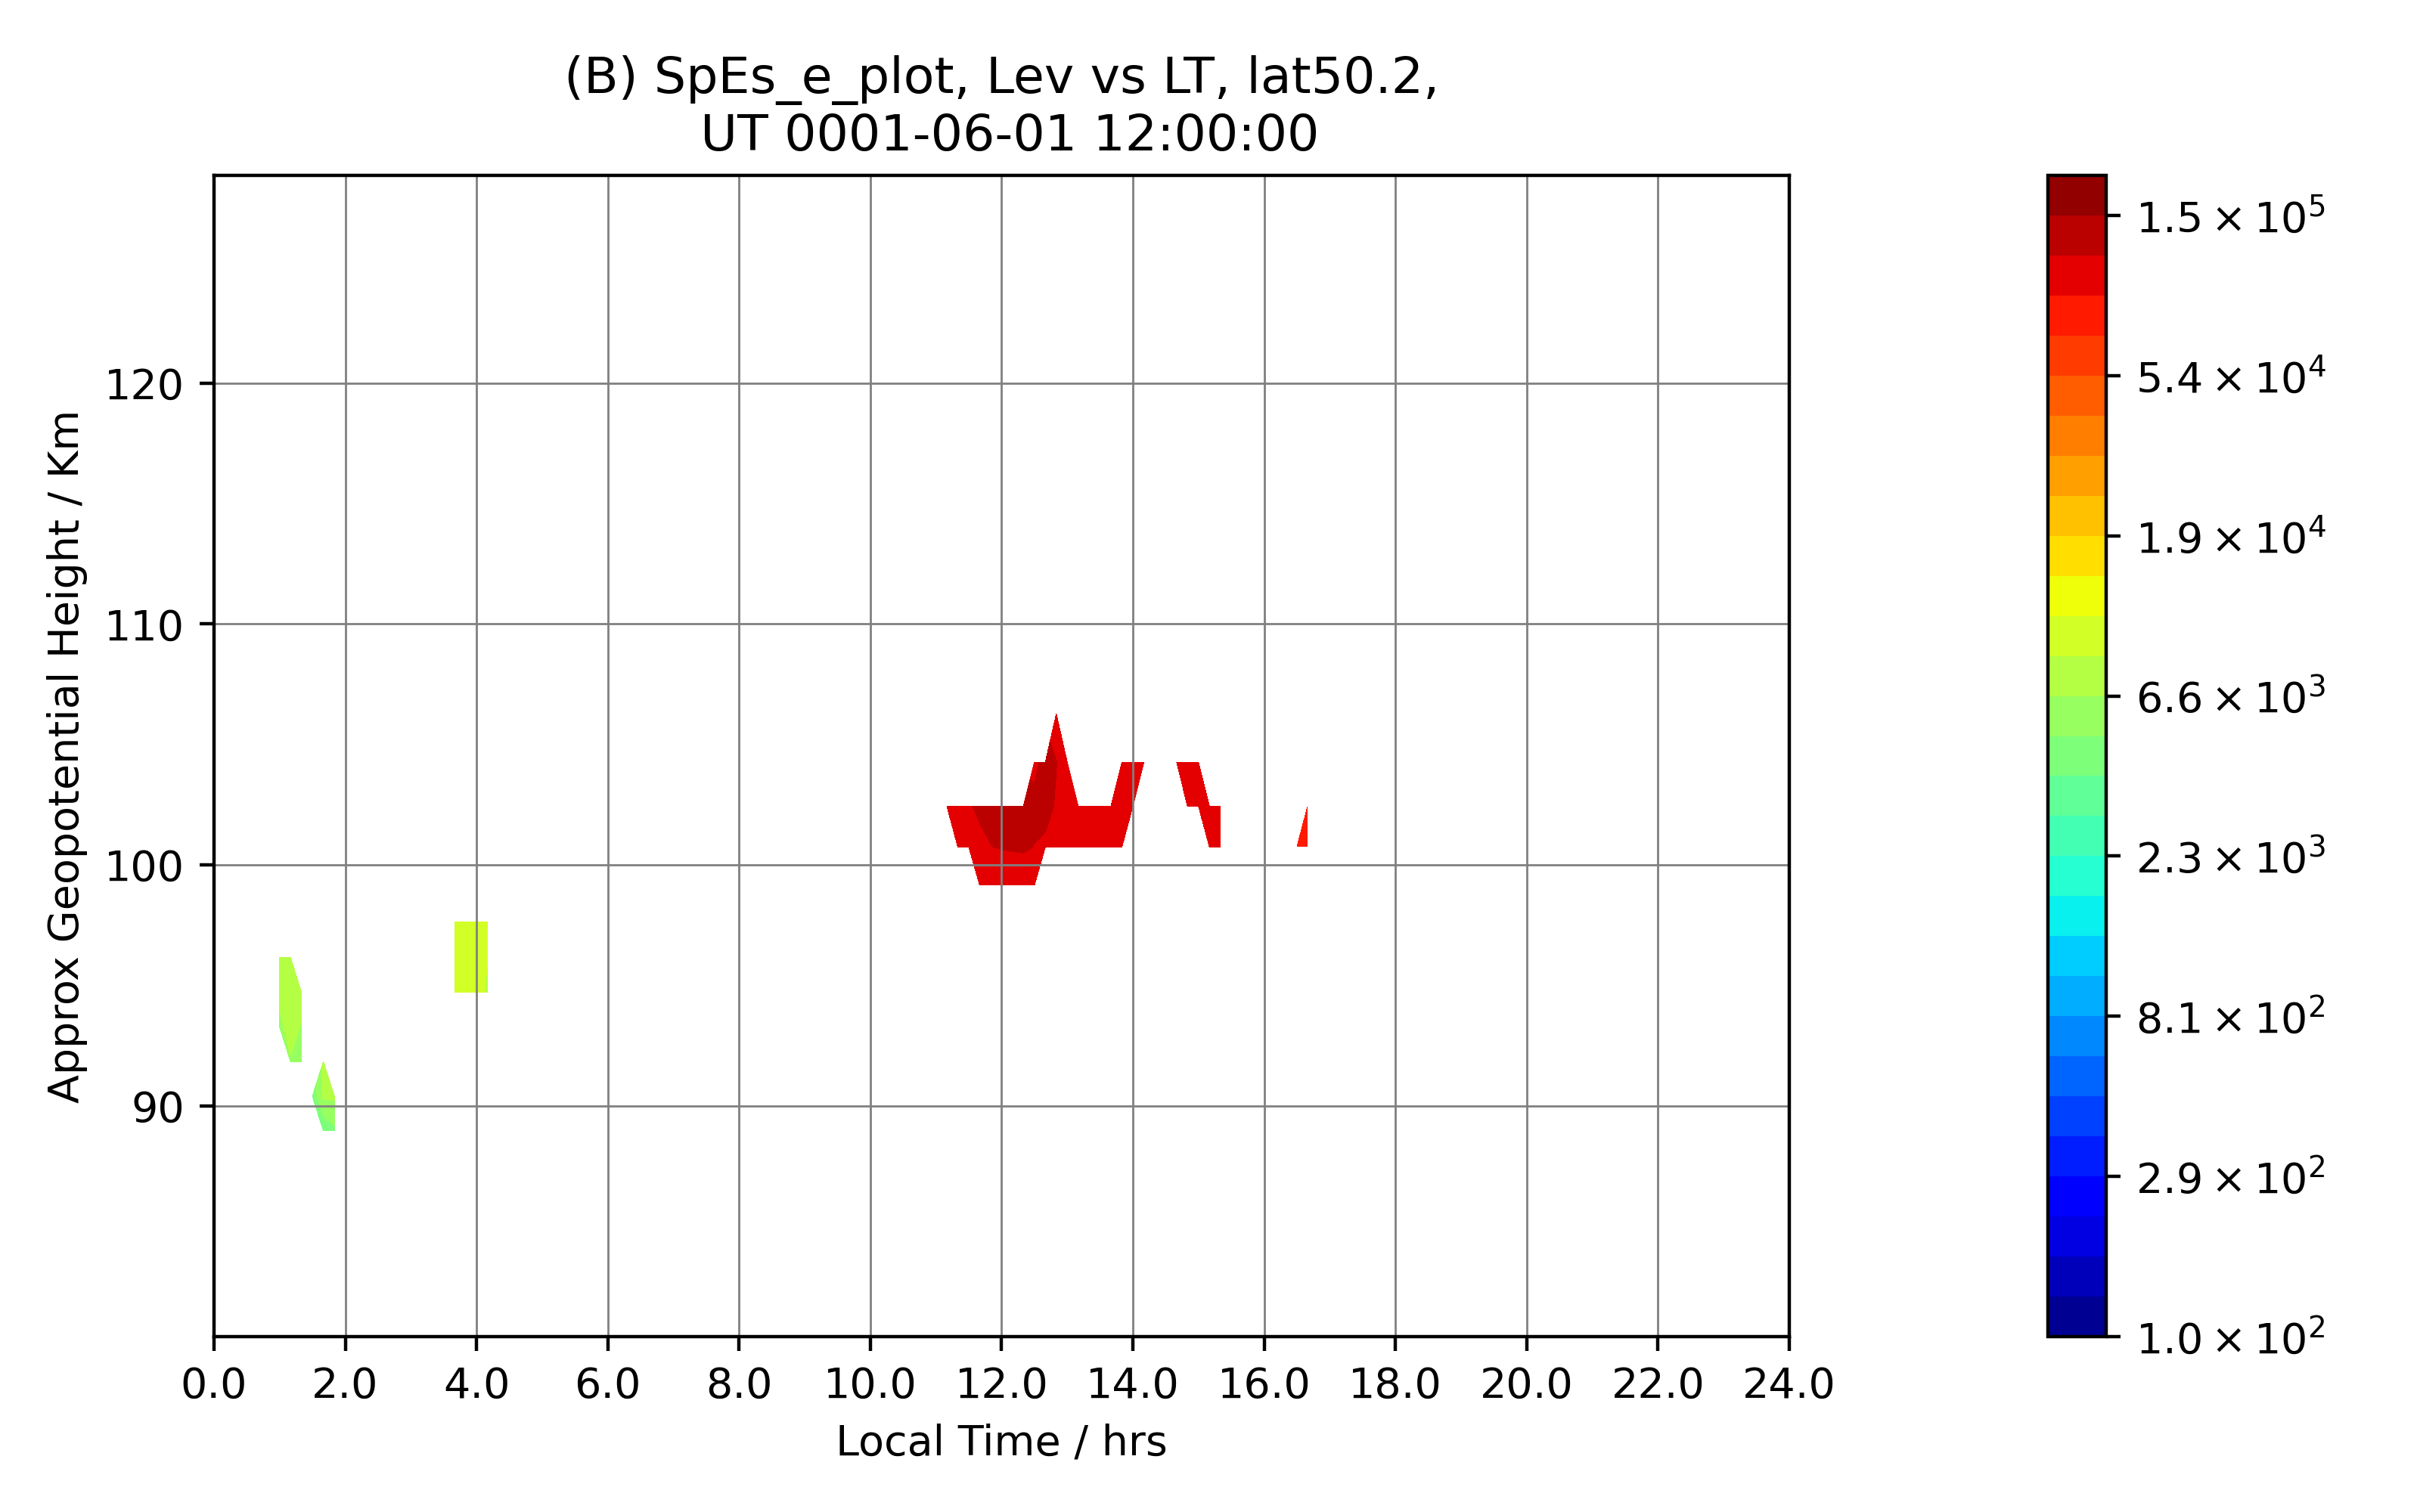 (B) SpEs_e_plot, Lev vs LT, lat50.2,
UT 0001-06-01 12:00:00
Approx Geopotential Height / Km
120
110
100
90
0.0 2.0 4.0 6.0 8.0 10.0 12.0 14.0 16.0 18.0 20.0 22.0 24.0
Local Time / hrs
1.5 × 10⁵
5.4 × 10⁴
1.9 × 10⁴
6.6 × 10³
2.3 × 10³
8.1 × 10²
2.9 × 10²
1.0 × 10²